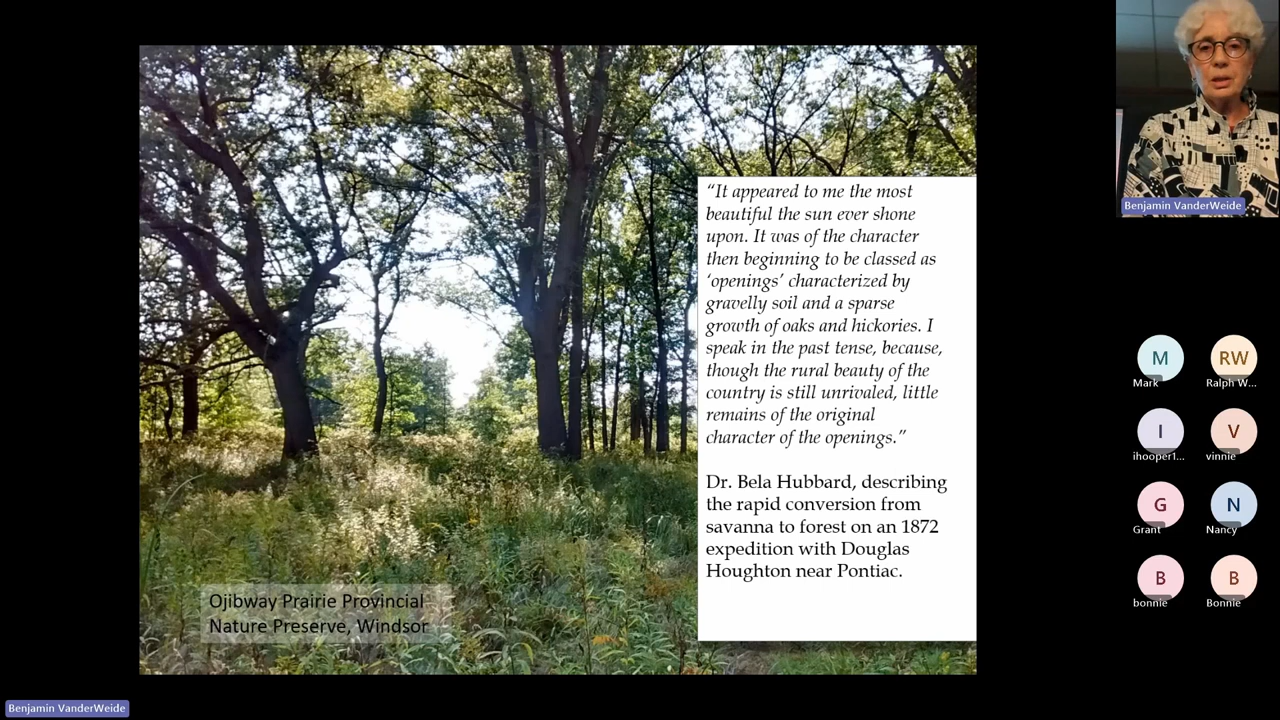 “It appeared to me the most
beautiful the sun ever shone
upon. It was of the character
then beginning to be classed as
‘openings’ characterized by
gravelly soil and a sparse
growth of oaks and hickories. I
speak in the past tense, because,
though the rural beauty of the
country is still unrivaled, little
remains of the original
character of the openings.”
Dr. Bela Hubbard, describing
the rapid conversion from
savanna to forest on an 1872
expedition with Douglas
Houghton near Pontiac.
Ojibway Prairie Provincial
Nature Preserve, Windsor
Benjamin VanderWeide
M
RW
Mark
Ralph W...
I
V
ihooper1...
vinnie
G
N
Grant
Nancy
B
B
bonnie
Bonnie
Benjamin VanderWeide